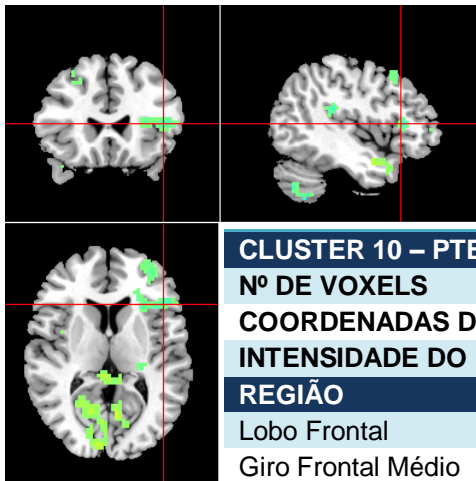 CLUSTER 10 – PTE
Nº DE VOXELS
COORDENADAS D
INTENSIDADE DO
REGIÃO
Lobo Frontal
Giro Frontal Médio